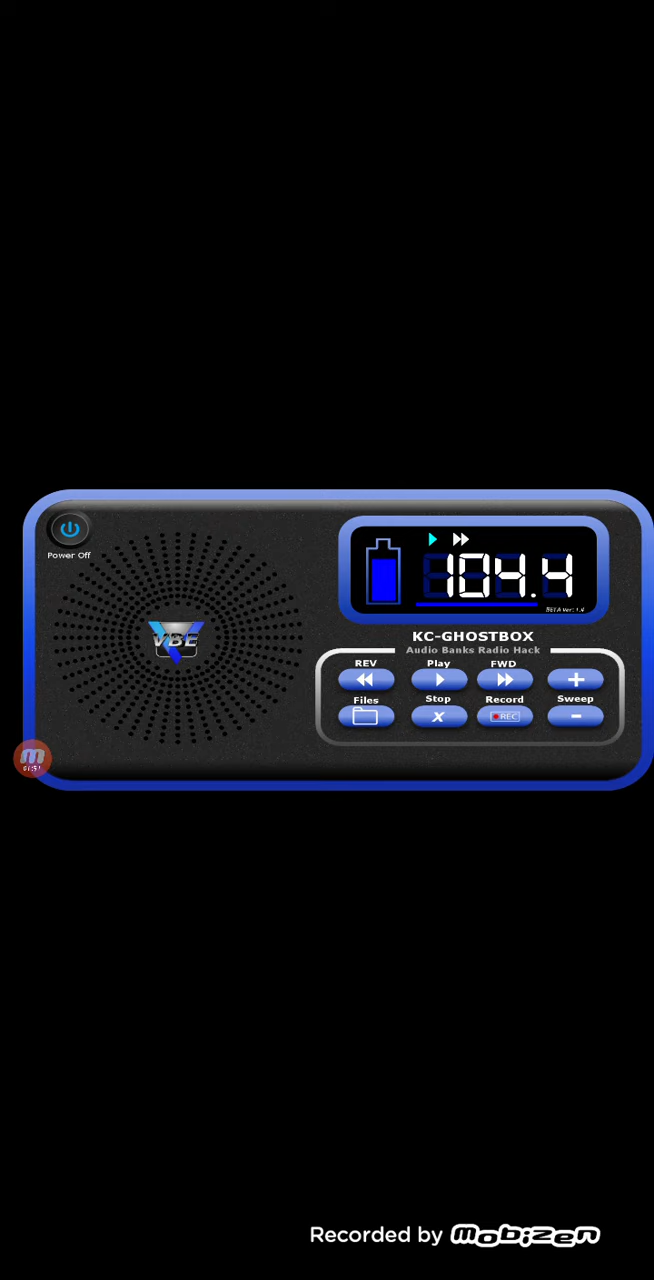 Power Off
104.4
BETA Ver: 1.4
VBE
KC-GHOSTBOX
Audio Banks Radio Hack
REV Play FWD
Files Stop Record Sweep
x REC
m
Recorded by mobizen